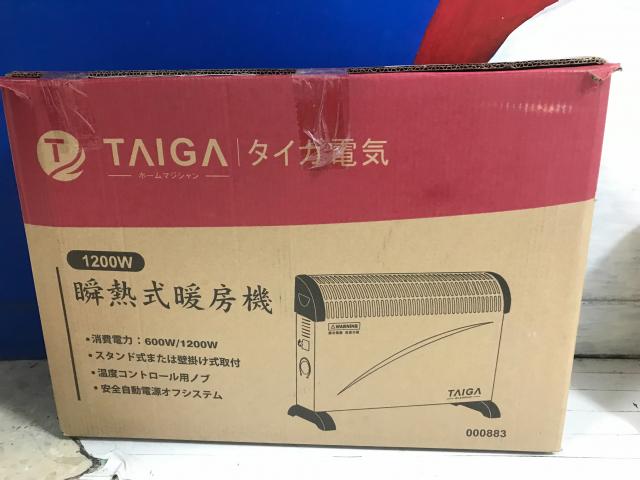 TAIGA タイガ電気
ホームマジシャン
1200W
瞬熱式暖房機
・消費電力：600W/1200W
・スタンド式または壁掛け式取付
・温度コントロール用ノブ
・安全自動電源オフシステム
⚠WARNING
TAIGA
000883